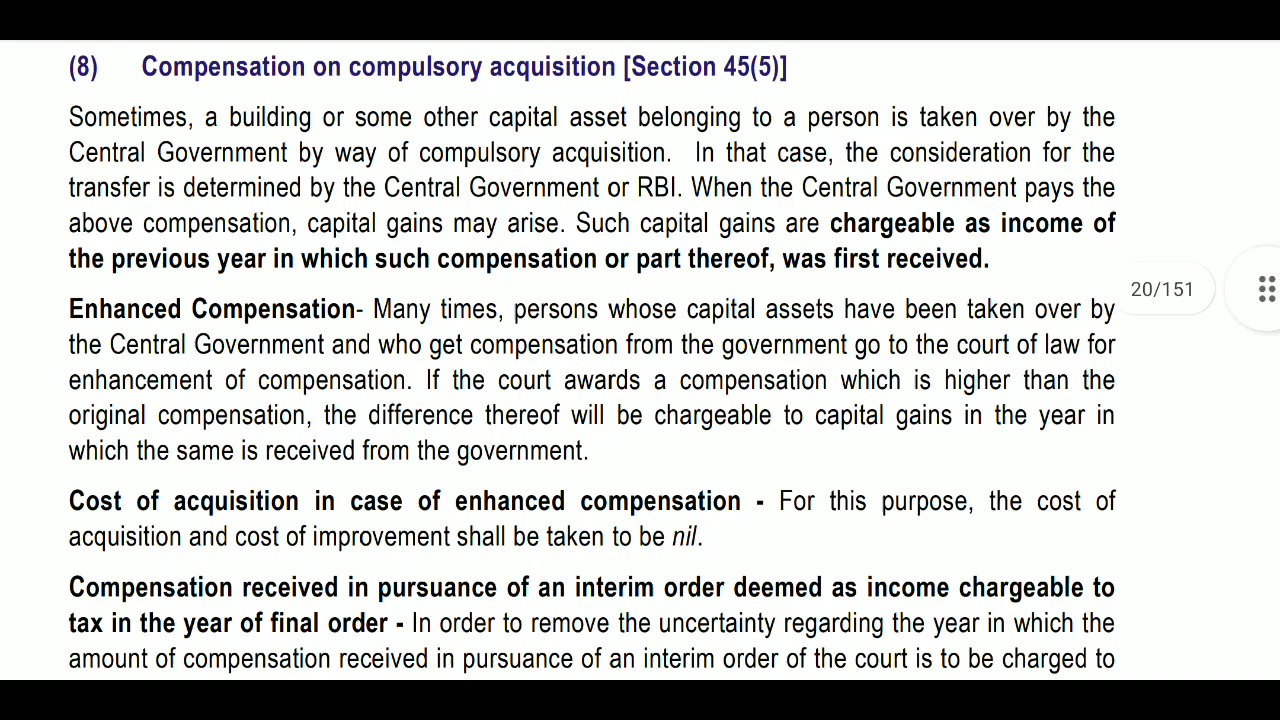 (8) Compensation on compulsory acquisition [Section 45(5)]
Sometimes, a building or some other capital asset belonging to a person is taken over by the
Central Government by way of compulsory acquisition. In that case, the consideration for the
transfer is determined by the Central Government or RBI. When the Central Government pays the
above compensation, capital gains may arise. Such capital gains are chargeable as income of
the previous year in which such compensation or part thereof, was first received.
20/151
Enhanced Compensation- Many times, persons whose capital assets have been taken over by
the Central Government and who get compensation from the government go to the court of law for
enhancement of compensation. If the court awards a compensation which is higher than the
original compensation, the difference thereof will be chargeable to capital gains in the year in
which the same is received from the government.
Cost of acquisition in case of enhanced compensation - For this purpose, the cost of
acquisition and cost of improvement shall be taken to be nil.
Compensation received in pursuance of an interim order deemed as income chargeable to
tax in the year of final order - In order to remove the uncertainty regarding the year in which the
amount of compensation received in pursuance of an interim order of the court is to be charged to